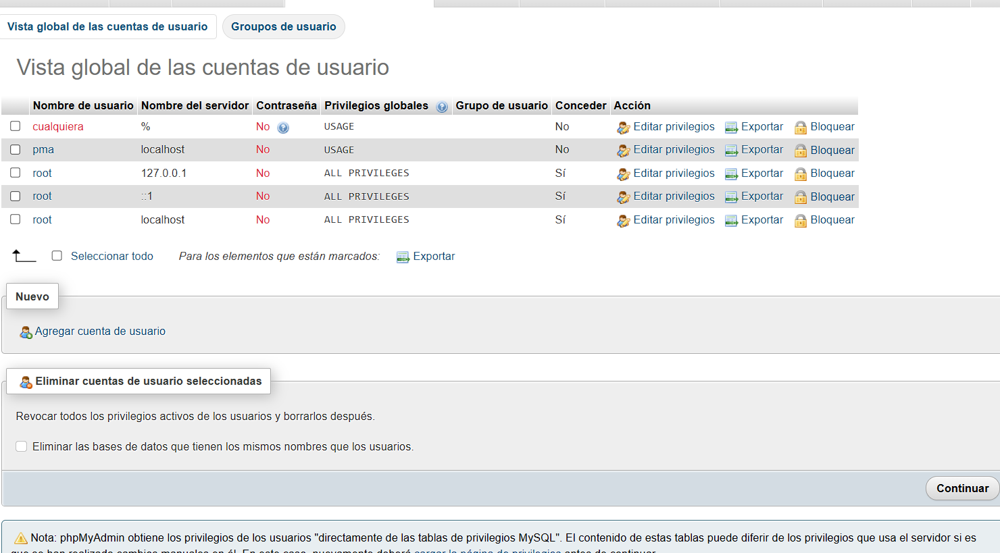 Vista global de las cuentas de usuario Groupos de usuario
Vista global de las cuentas de usuario
Nombre de usuario Nombre del servidor Contraseña Privilegios globales Grupo de usuario Conceder Acción
cualquiera % No USAGE No Editar privilegios Exportar Bloquear
pma localhost No USAGE No Editar privilegios Exportar Bloquear
root 127.0.0.1 No ALL PRIVILEGES Sí Editar privilegios Exportar Bloquear
root ::1 No ALL PRIVILEGES Sí Editar privilegios Exportar Bloquear
root localhost No ALL PRIVILEGES Sí Editar privilegios Exportar Bloquear
Seleccionar todo Para los elementos que están marcados: Exportar
Nuevo
Agregar cuenta de usuario
Eliminar cuentas de usuario seleccionadas
Revocar todos los privilegios activos de los usuarios y borrarlos después.
Eliminar las bases de datos que tienen los mismos nombres que los usuarios.
Continuar
Nota: phpMyAdmin obtiene los privilegios de los usuarios "directamente de las tablas de privilegios MySQL". El contenido de estas tablas puede diferir de los privilegios que usa el servidor si es
que se han realizado cambios manuales en él. En este caso, nuevamente deberá cargar la página de privilegios antes de continuar.